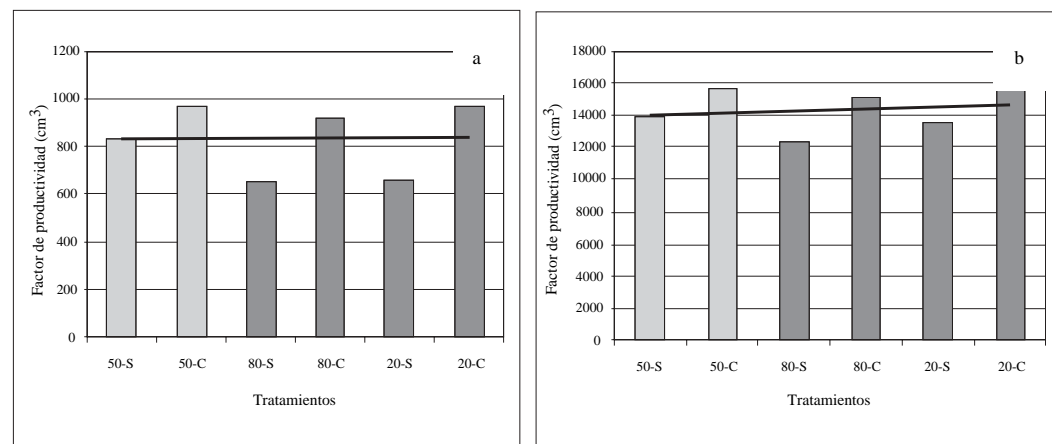 a
Factor de productividad (cm³)
1200
1000
800
600
400
200
0
50-S 50-C 80-S 80-C 20-S 20-C
Tratamientos
b
Factor de productividad (cm³)
18000
16000
14000
12000
10000
8000
6000
4000
2000
0
50-S 50-C 80-S 80-C 20-S 20-C
Tratamientos